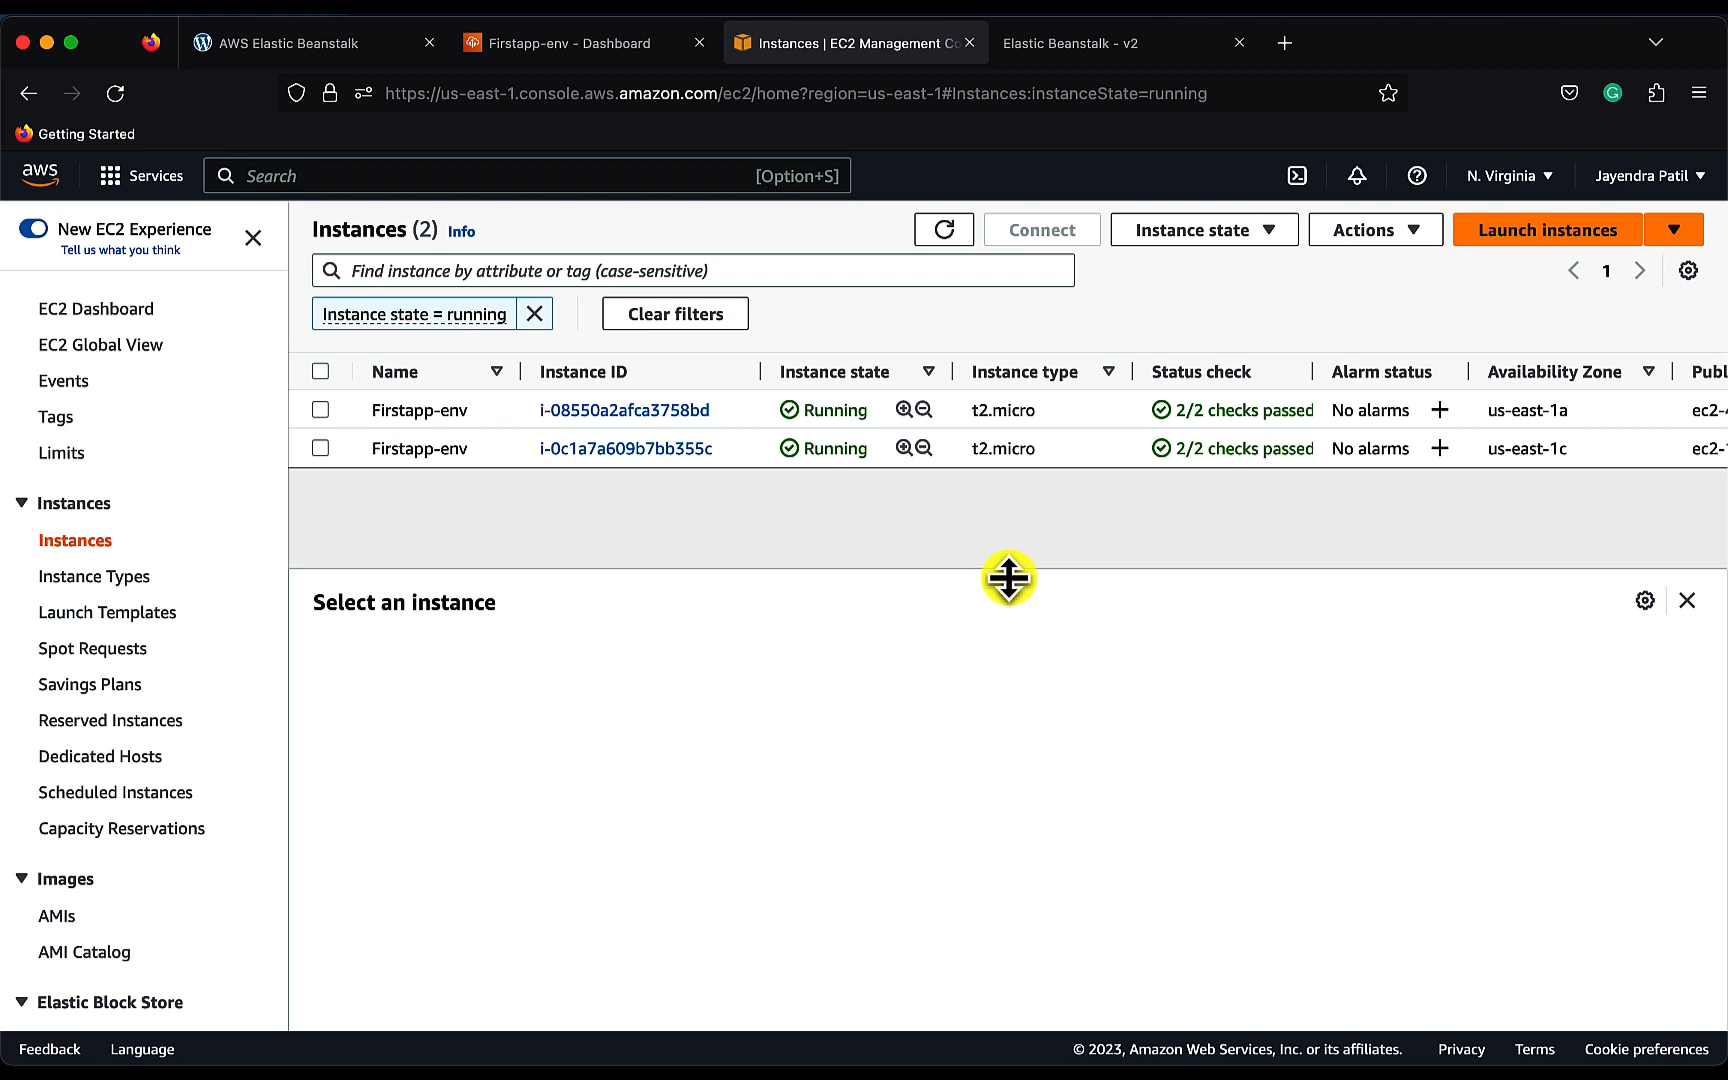 AWS Elastic Beanstalk
Firstapp-env - Dashboard
Instances | EC2 Management Co
Elastic Beanstalk - v2
https://us-east-1.console.aws.amazon.com/ec2/home?region=us-east-1#Instances:instanceState=running
Getting Started
aws
Services
Search
[Option+S]
N. Virginia
Jayendra Patil
New EC2 Experience
Tell us what you think
EC2 Dashboard
EC2 Global View
Events
Tags
Limits
Instances
Instances
Instance Types
Launch Templates
Spot Requests
Savings Plans
Reserved Instances
Dedicated Hosts
Scheduled Instances
Capacity Reservations
Images
AMIs
AMI Catalog
Elastic Block Store
Instances (2) Info
Connect
Instance state
Actions
Launch instances
Find instance by attribute or tag (case-sensitive)
1
Instance state = running
Clear filters
Name Instance ID Instance state Instance type Status check Alarm status Availability Zone Publ
Firstapp-env i-08550a2afca3758bd Running t2.micro 2/2 checks passed No alarms + us-east-1a ec2-4
Firstapp-env i-0c1a7a609b7bb355c Running t2.micro 2/2 checks passed No alarms + us-east-1c ec2-1
Select an instance
Feedback Language © 2023, Amazon Web Services, Inc. or its affiliates. Privacy Terms Cookie preferences